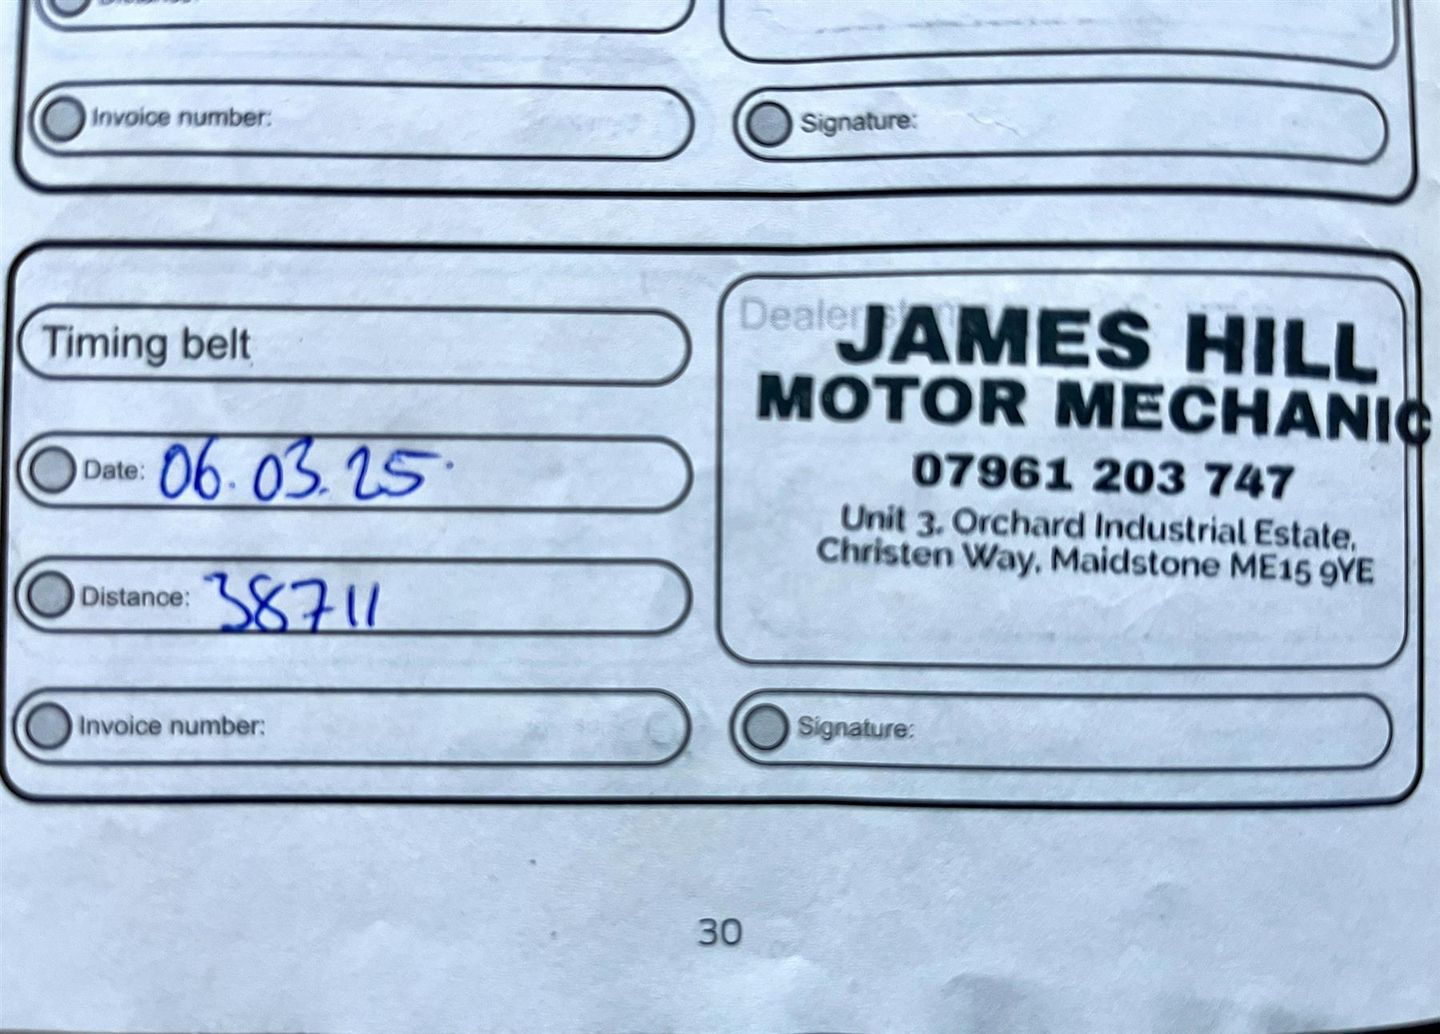 Invoice number:
Signature:
Timing belt
Date: 06.03.25.
Distance: 38711
Invoice number:
Dealer
JAMES HILL
MOTOR MECHANIC
07961 203 747
Unit 3, Orchard Industrial Estate,
Christen Way, Maidstone ME15 9YE
Signature:
30